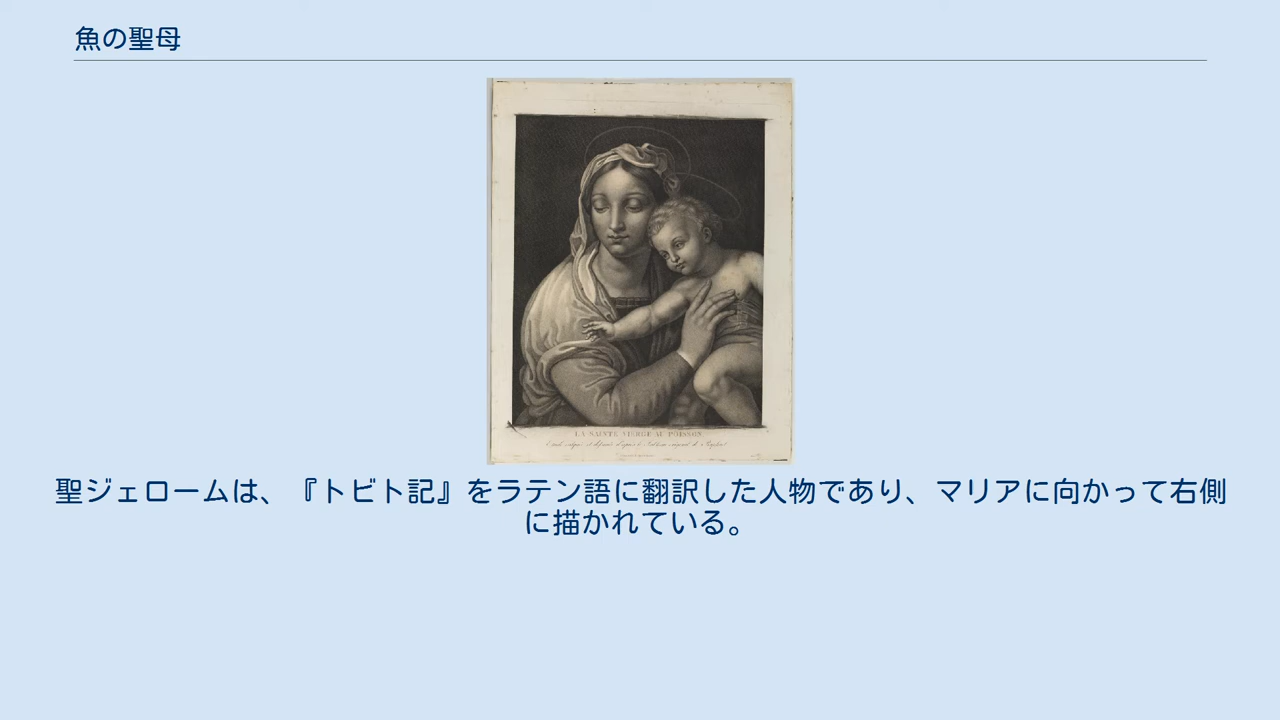 魚の聖母
LA SAINTE VIERGE AU POISSON
聖ジェロームは、『トビト記』をラテン語に翻訳した人物であり、マリアに向かって右側
に描かれている。